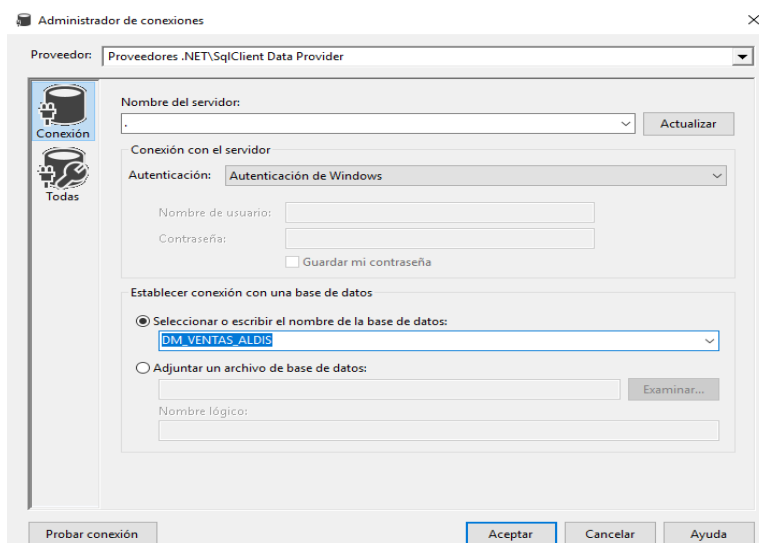 Administrador de conexiones
Proveedor: Proveedores .NET\SqlClient Data Provider
Conexión
Todas
Nombre del servidor:
.
Actualizar
Conexión con el servidor
Autenticación: Autenticación de Windows
Nombre de usuario:
Contraseña:
Guardar mi contraseña
Establecer conexión con una base de datos
Seleccionar o escribir el nombre de la base de datos:
DM_VENTAS_ALDIS
Adjuntar un archivo de base de datos:
Examinar...
Nombre lógico:
Probar conexión Aceptar Cancelar Ayuda